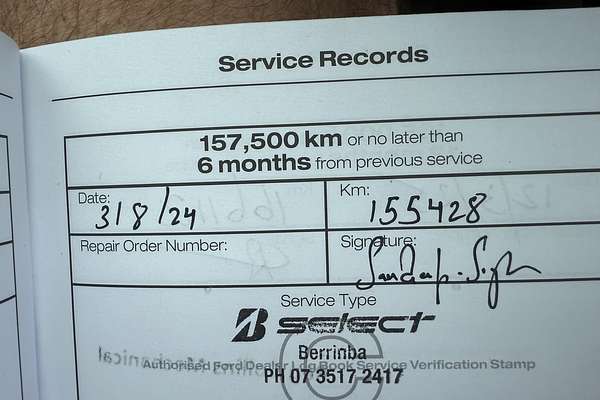 Service Records
157,500 km or no later than
6 months from previous service
Date: 3/8/24
Km: 155428
Repair Order Number:
Signature: Sandeep. Singh
Service Type
B select
Berrinba
Authorised Ford Dealer Log Book Service Verification Stamp
PH 07 3517 2417